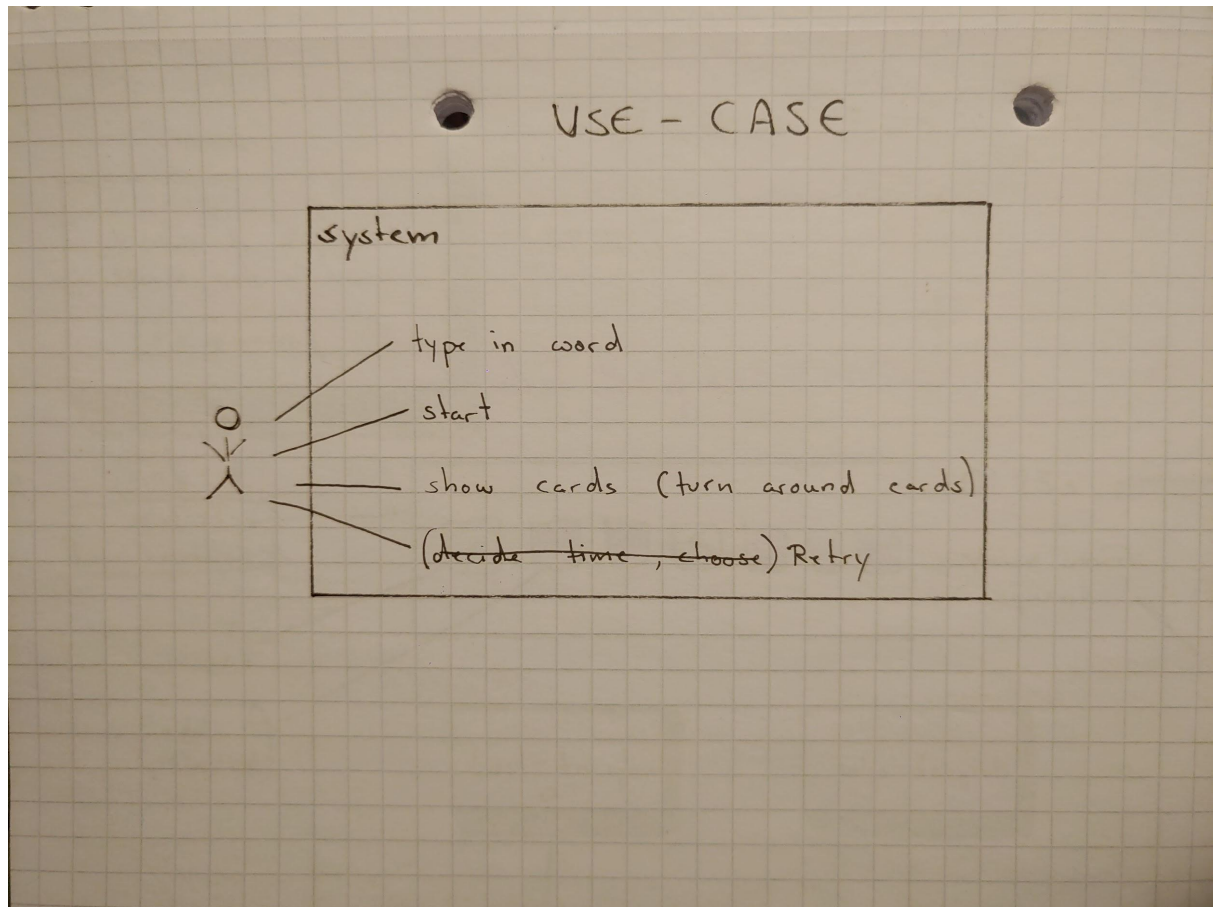 USE - CASE
system
type in word
start
show cards (turn around cards)
(decide time, choose) Retry